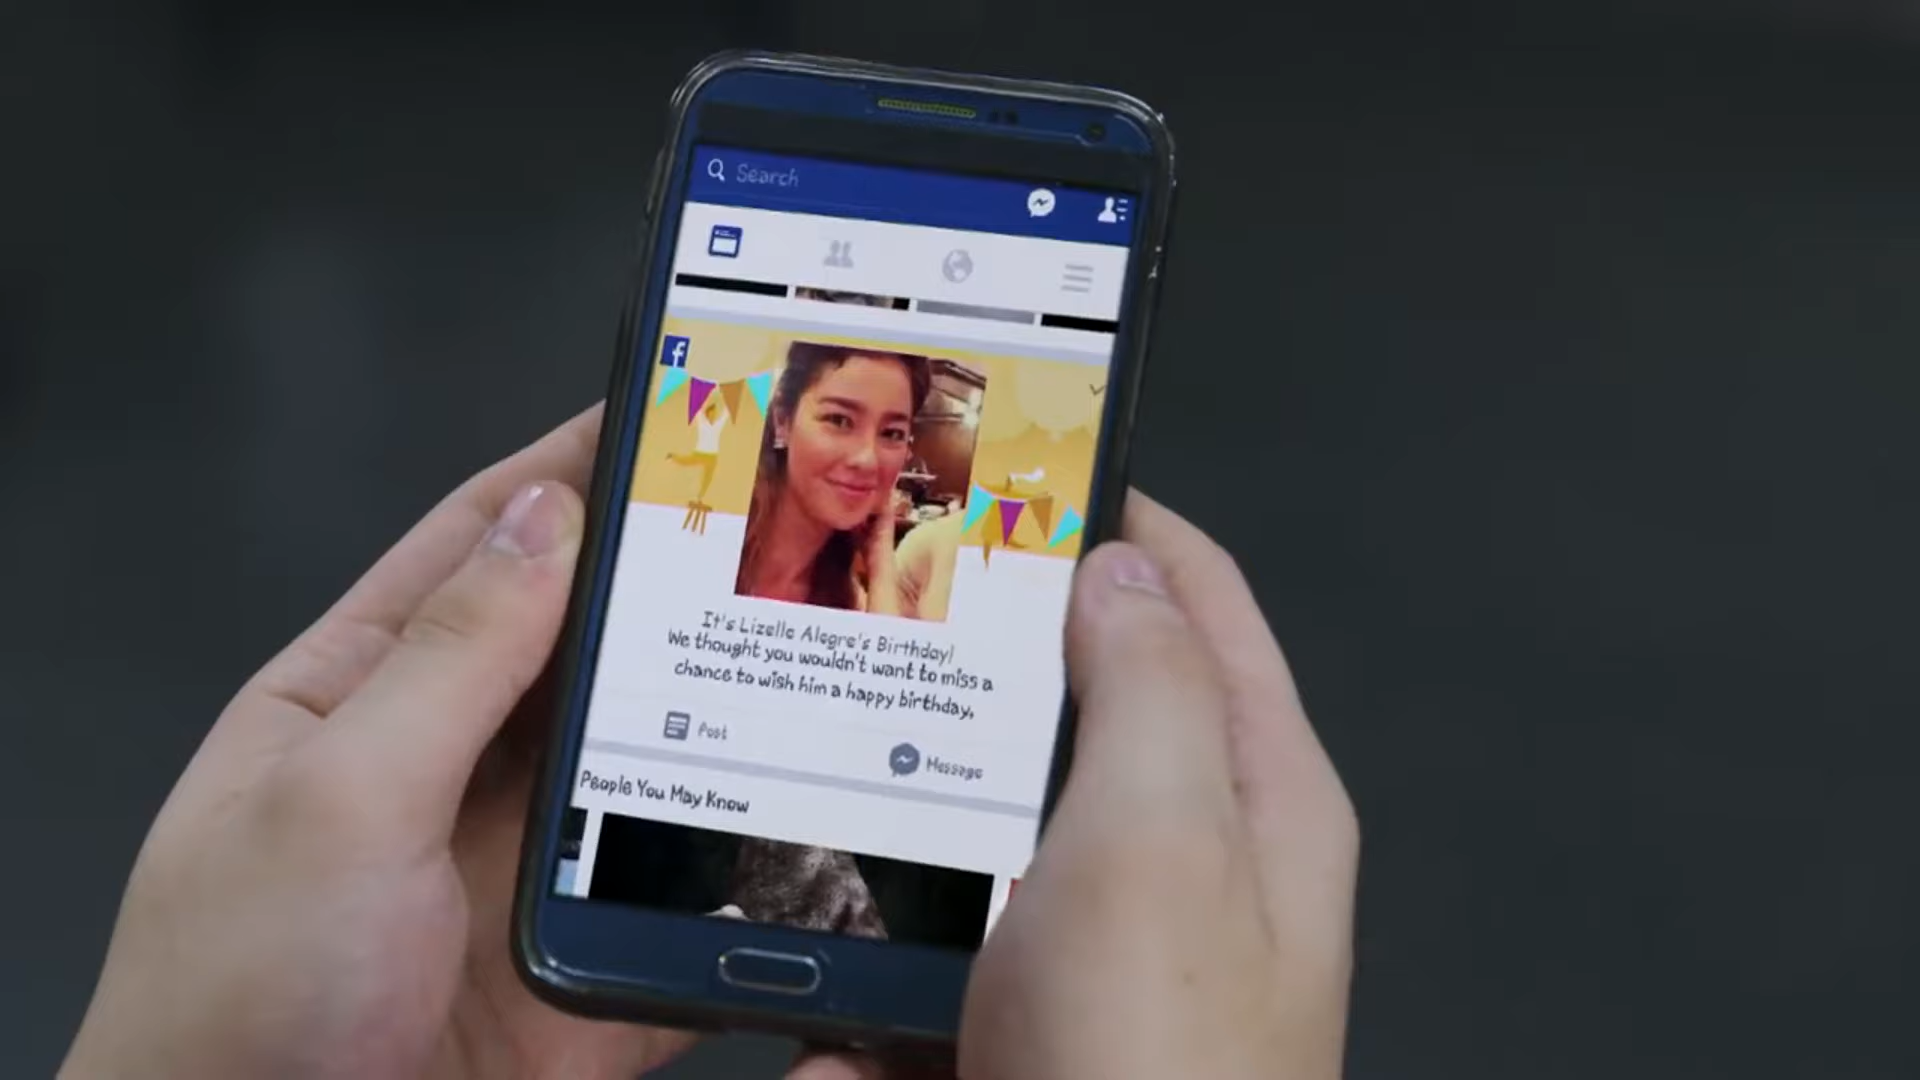 Search
f
It's Lizelle Alegre's Birthday!
We thought you wouldn't want to miss a
chance to wish him a happy birthday,
Post
Message
People You May Know